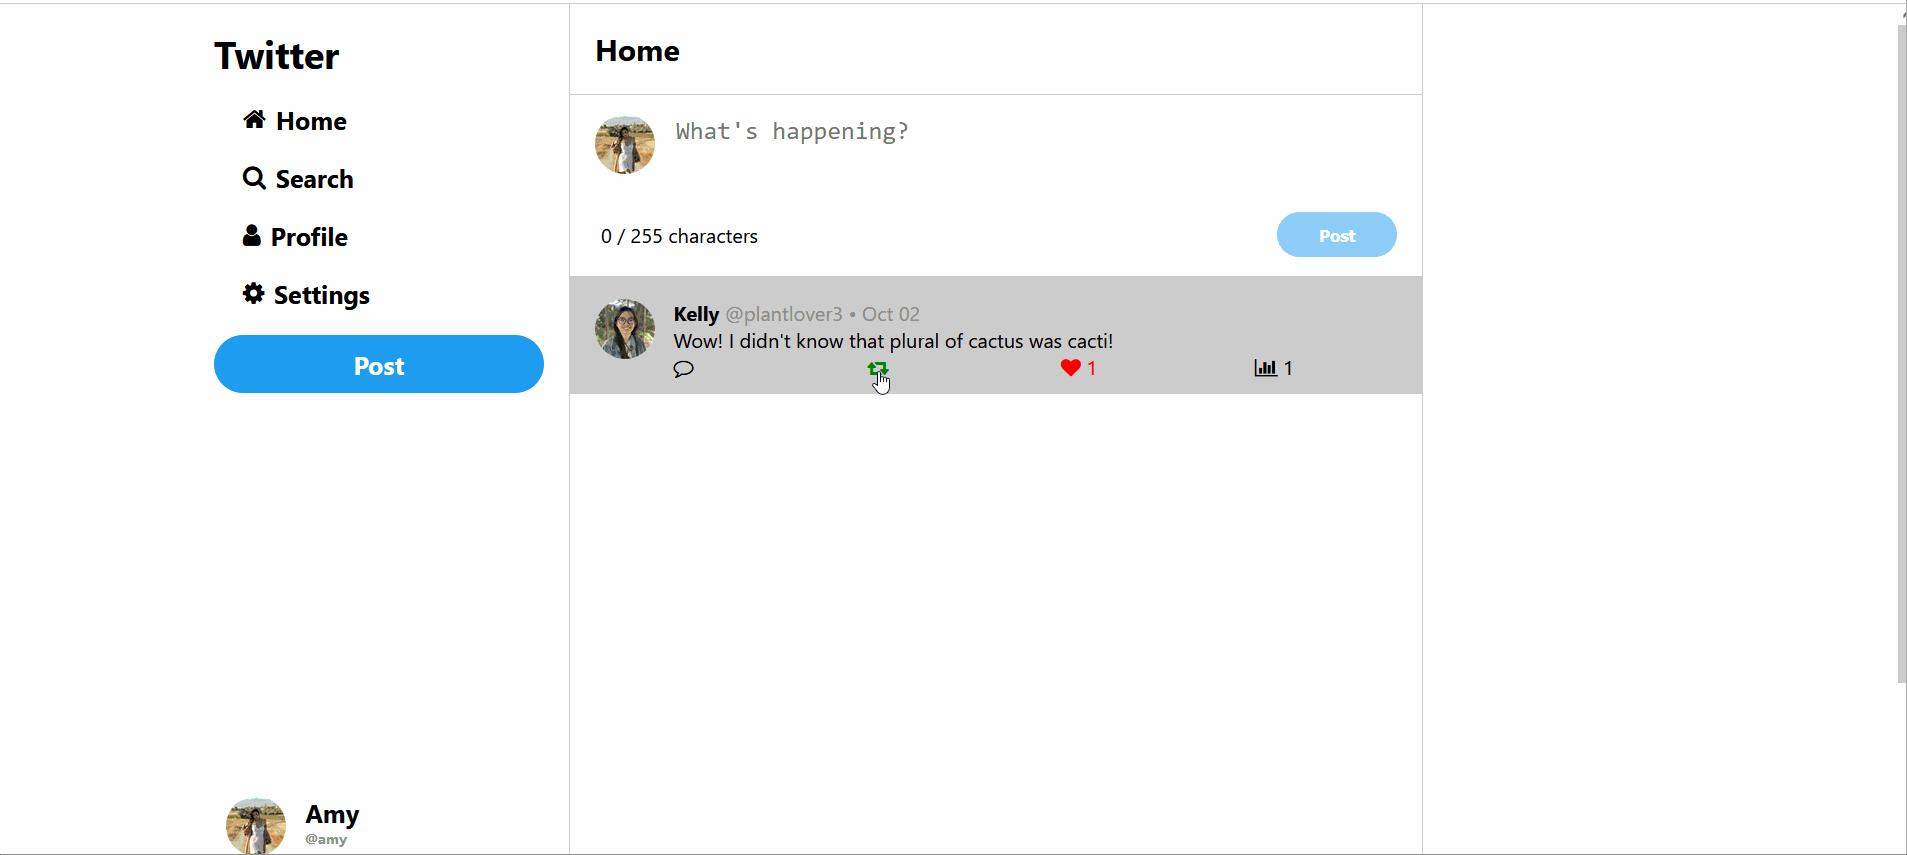 Twitter
Home
Search
Profile
Settings
Post
Amy
@amy
Home
What's happening?
0 / 255 characters
Post
Kelly @plantlover3 • Oct 02
Wow! I didn't know that plural of cactus was cacti!
1
1